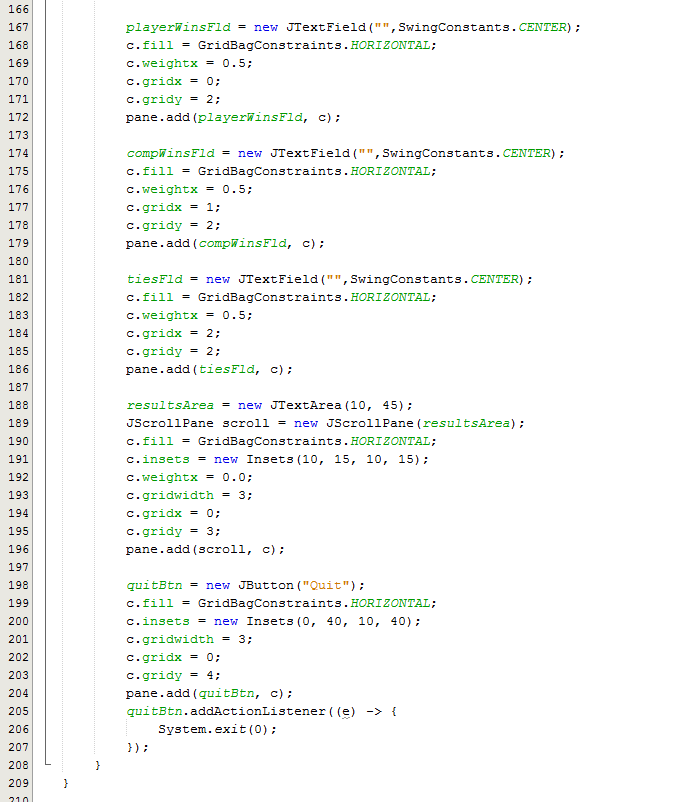 166
167 playerWinsFld = new JTextField("",SwingConstants.CENTER);
168 c.fill = GridBagConstraints.HORIZONTAL;
169 c.weightx = 0.5;
170 c.gridx = 0;
171 c.gridy = 2;
172 pane.add(playerWinsFld, c);
173
174 compWinsFld = new JTextField("",SwingConstants.CENTER);
175 c.fill = GridBagConstraints.HORIZONTAL;
176 c.weightx = 0.5;
177 c.gridx = 1;
178 c.gridy = 2;
179 pane.add(compWinsFld, c);
180
181 tiesFld = new JTextField("",SwingConstants.CENTER);
182 c.fill = GridBagConstraints.HORIZONTAL;
183 c.weightx = 0.5;
184 c.gridx = 2;
185 c.gridy = 2;
186 pane.add(tiesFld, c);
187
188 resultsArea = new JTextArea(10, 45);
189 JScrollPane scroll = new JScrollPane(resultsArea);
190 c.fill = GridBagConstraints.HORIZONTAL;
191 c.insets = new Insets(10, 15, 10, 15);
192 c.weightx = 0.0;
193 c.gridwidth = 3;
194 c.gridx = 0;
195 c.gridy = 3;
196 pane.add(scroll, c);
197
198 quitBtn = new JButton("Quit");
199 c.fill = GridBagConstraints.HORIZONTAL;
200 c.insets = new Insets(0, 40, 10, 40);
201 c.gridwidth = 3;
202 c.gridx = 0;
203 c.gridy = 4;
204 pane.add(quitBtn, c);
205 quitBtn.addActionListener((e) -> {
206 System.exit(0);
207 });
208 }
209 }
210